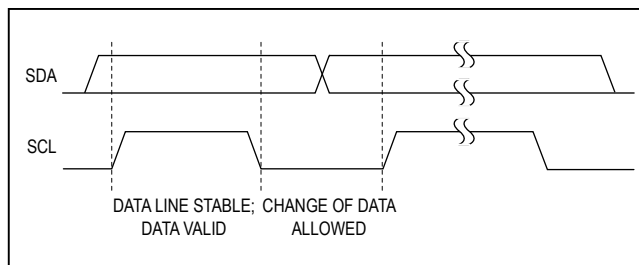 SDA
SCL
DATA LINE STABLE; CHANGE OF DATA
DATA VALID ALLOWED